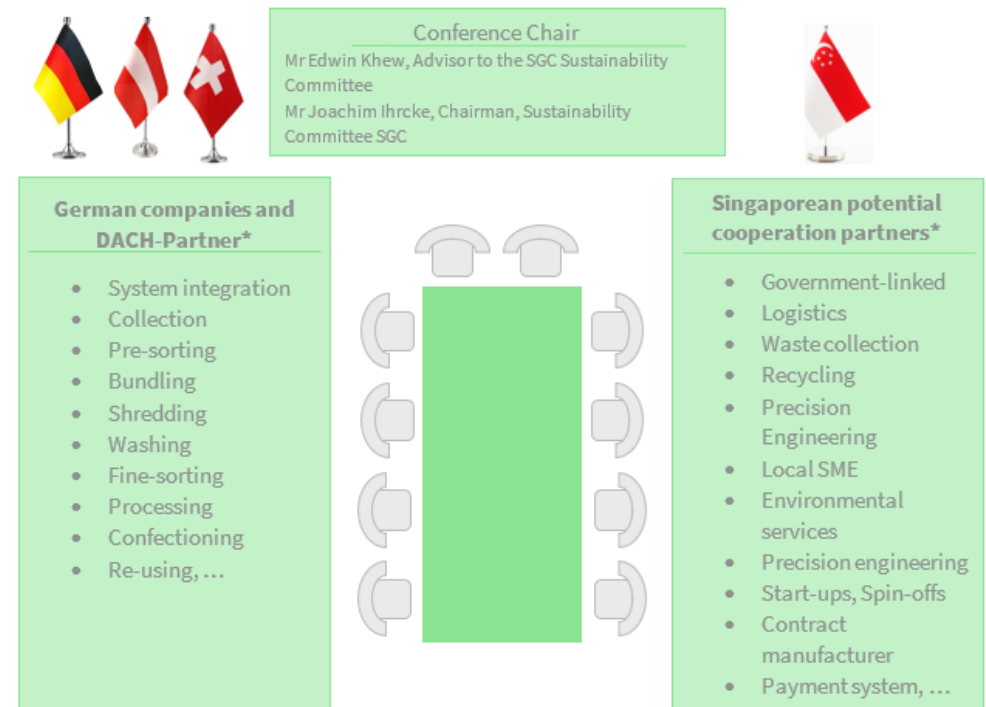 Conference Chair
Mr Edwin Khew, Advisor to the SGC Sustainability
Committee
Mr Joachim Ihrcke, Chairman, Sustainability
Committee SGC
German companies and
DACH-Partner*
• System integration
• Collection
• Pre-sorting
• Bundling
• Shredding
• Washing
• Fine-sorting
• Processing
• Confectioning
• Re-using, …
Singaporean potential
cooperation partners*
• Government-linked
• Logistics
• Waste collection
• Recycling
• Precision
Engineering
• Local SME
• Environmental
services
• Precision engineering
• Start-ups, Spin-offs
• Contract
manufacturer
• Payment system, …